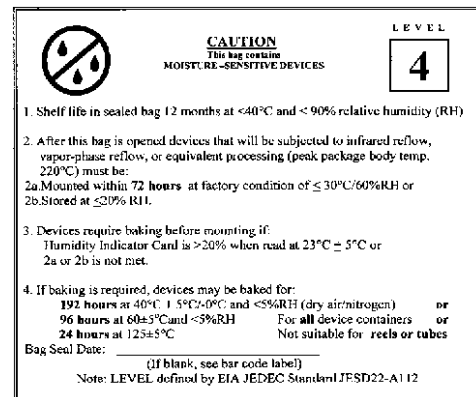 LEVEL
4
CAUTION
This bag contains
MOISTURE-SENSITIVE DEVICES
1. Shelf life in sealed bag 12 months at <40°C and < 90% relative humidity (RH)
2. After this bag is opened devices that will be subjected to infrared reflow,
vapor-phase reflow, or equivalent processing (peak package body temp.
220°C) must be:
2a.Mounted within 72 hours at factory condition of ≤ 30°C/60%RH or
2b.Stored at ≤20% RH.
3. Devices require baking before mounting if:
Humidity Indicator Card is >20% when read at 23°C ± 5°C or
2a or 2b is not met.
4. If baking is required, devices may be baked for:
192 hours at 40°C + 5°C/-0°C and <5%RH (dry air/nitrogen) or
96 hours at 60±5°Cand <5%RH For all device containers or
24 hours at 125±5°C Not suitable for reels or tubes
Bag Seal Date:
(If blank, see bar code label)
Note: LEVEL defined by EIA JEDEC Standard JESD22-A112